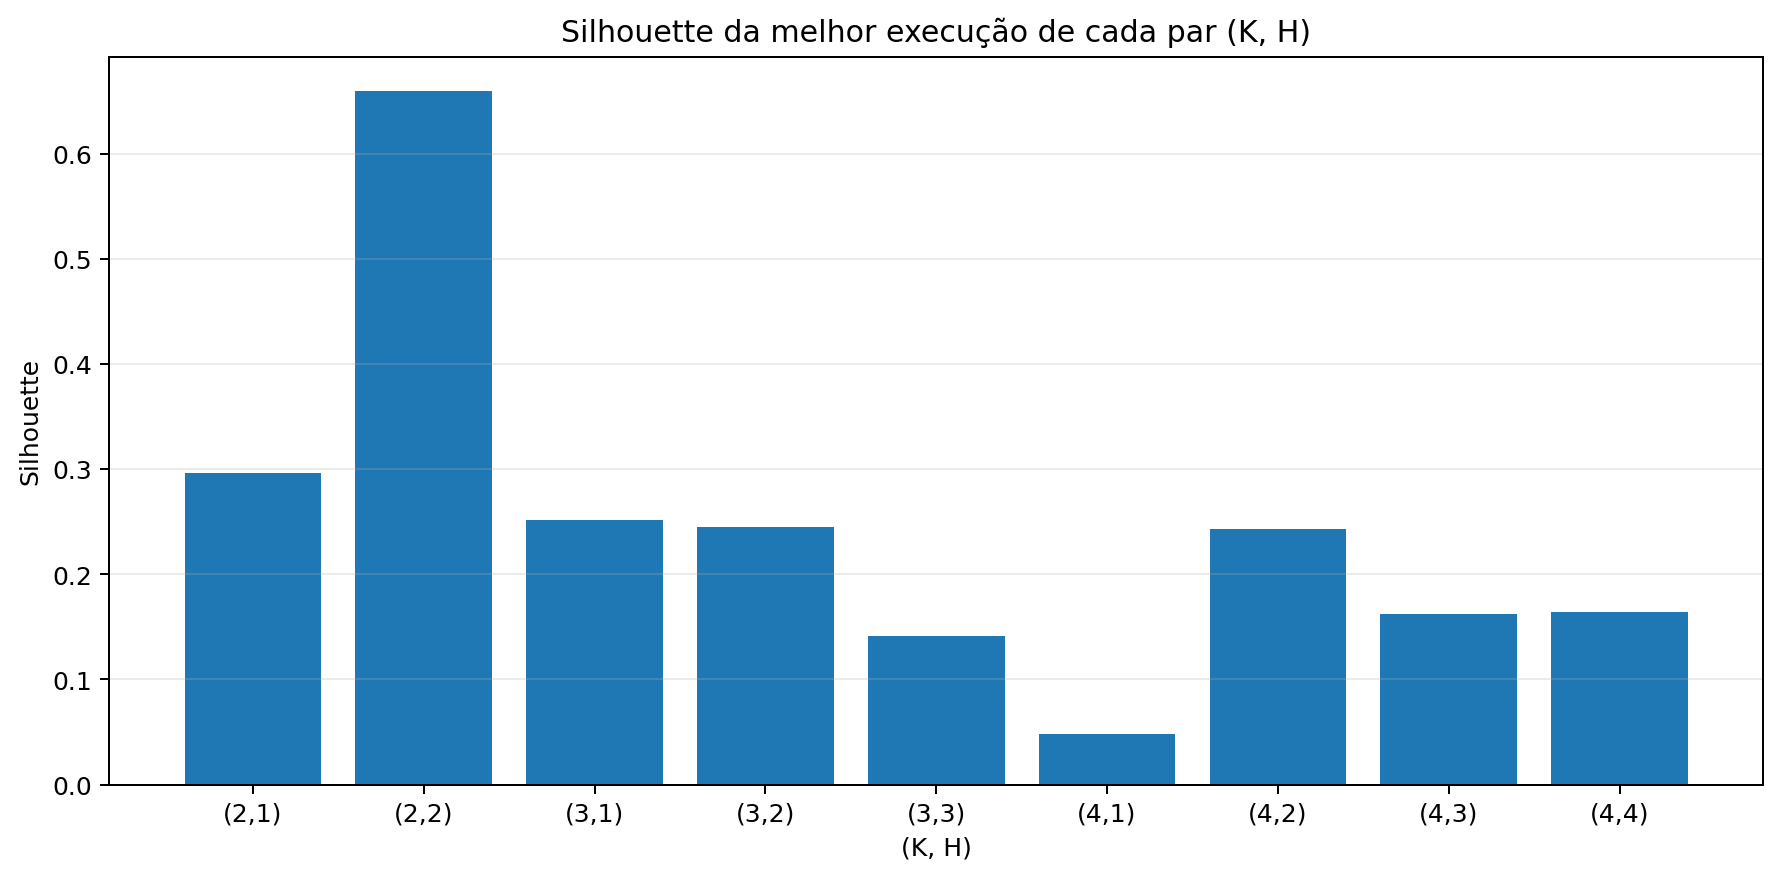 Silhouette da melhor execução de cada par (K, H)
Silhouette
0.6
0.5
0.4
0.3
0.2
0.1
0.0
(2,1) (2,2) (3,1) (3,2) (3,3) (4,1) (4,2) (4,3) (4,4)
(K, H)